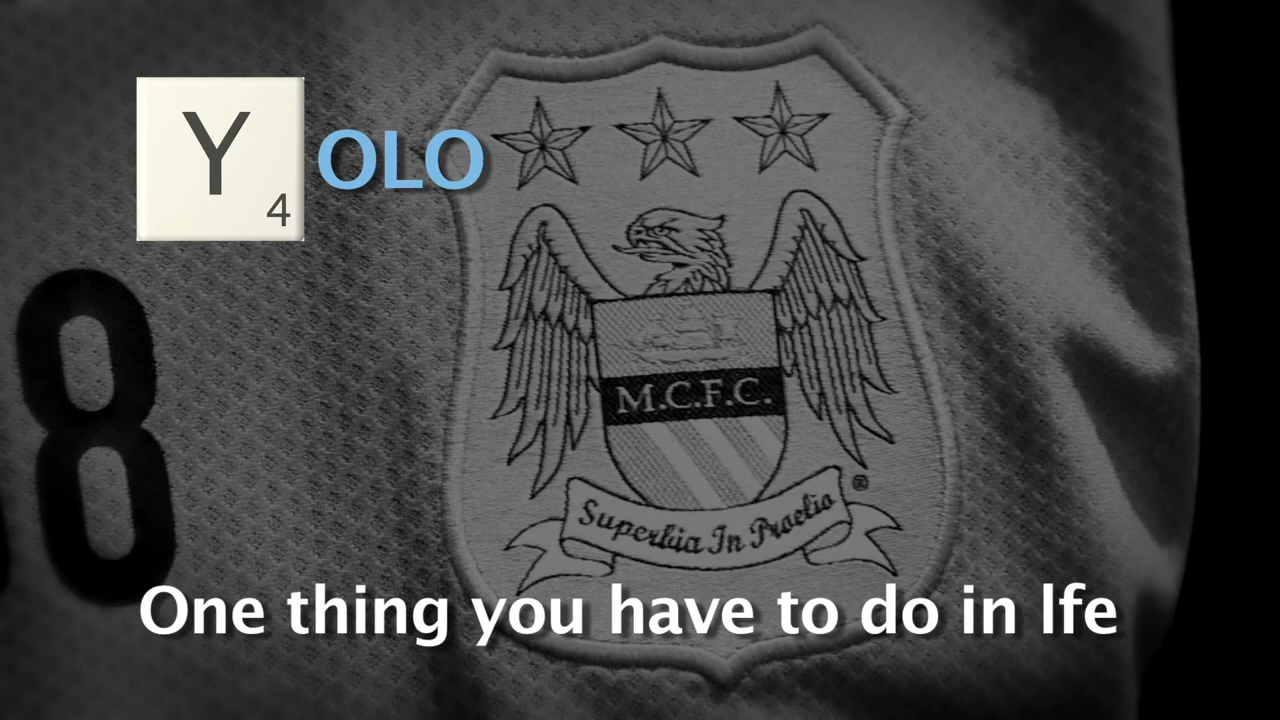 Y
4
OLO
8
M.C.F.C.
Superbia In Proelio
®
One thing you have to do in lfe